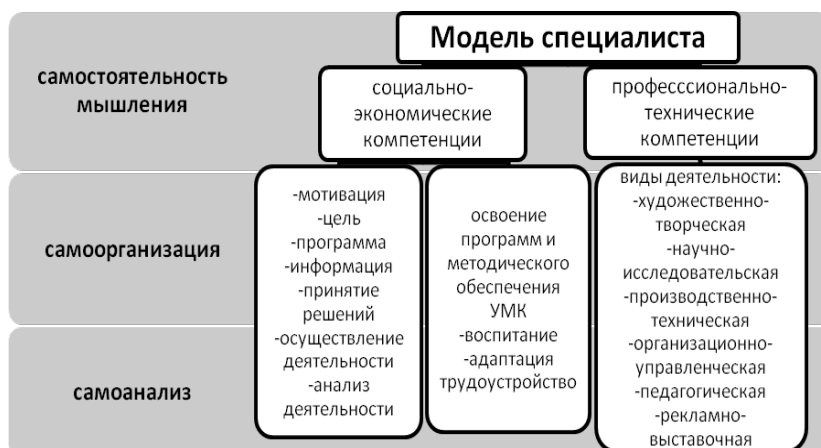 Модель специалиста
самостоятельность
мышления
социально-
экономические
компетенции
професссионально-
технические
компетенции
самоорганизация
-мотивация
-цель
-программа
-информация
-принятие
решений
-осуществление
деятельности
-анализ
деятельности
освоение
программ и
методического
обеспечения
УМК
-воспитание
-адаптация
трудоустройство
виды деятельности:
-художественно-
творческая
-научно-
исследовательская
-производственно-
техническая
-организационно-
управленческая
-педагогическая
-рекламно-
выставочная
самоанализ